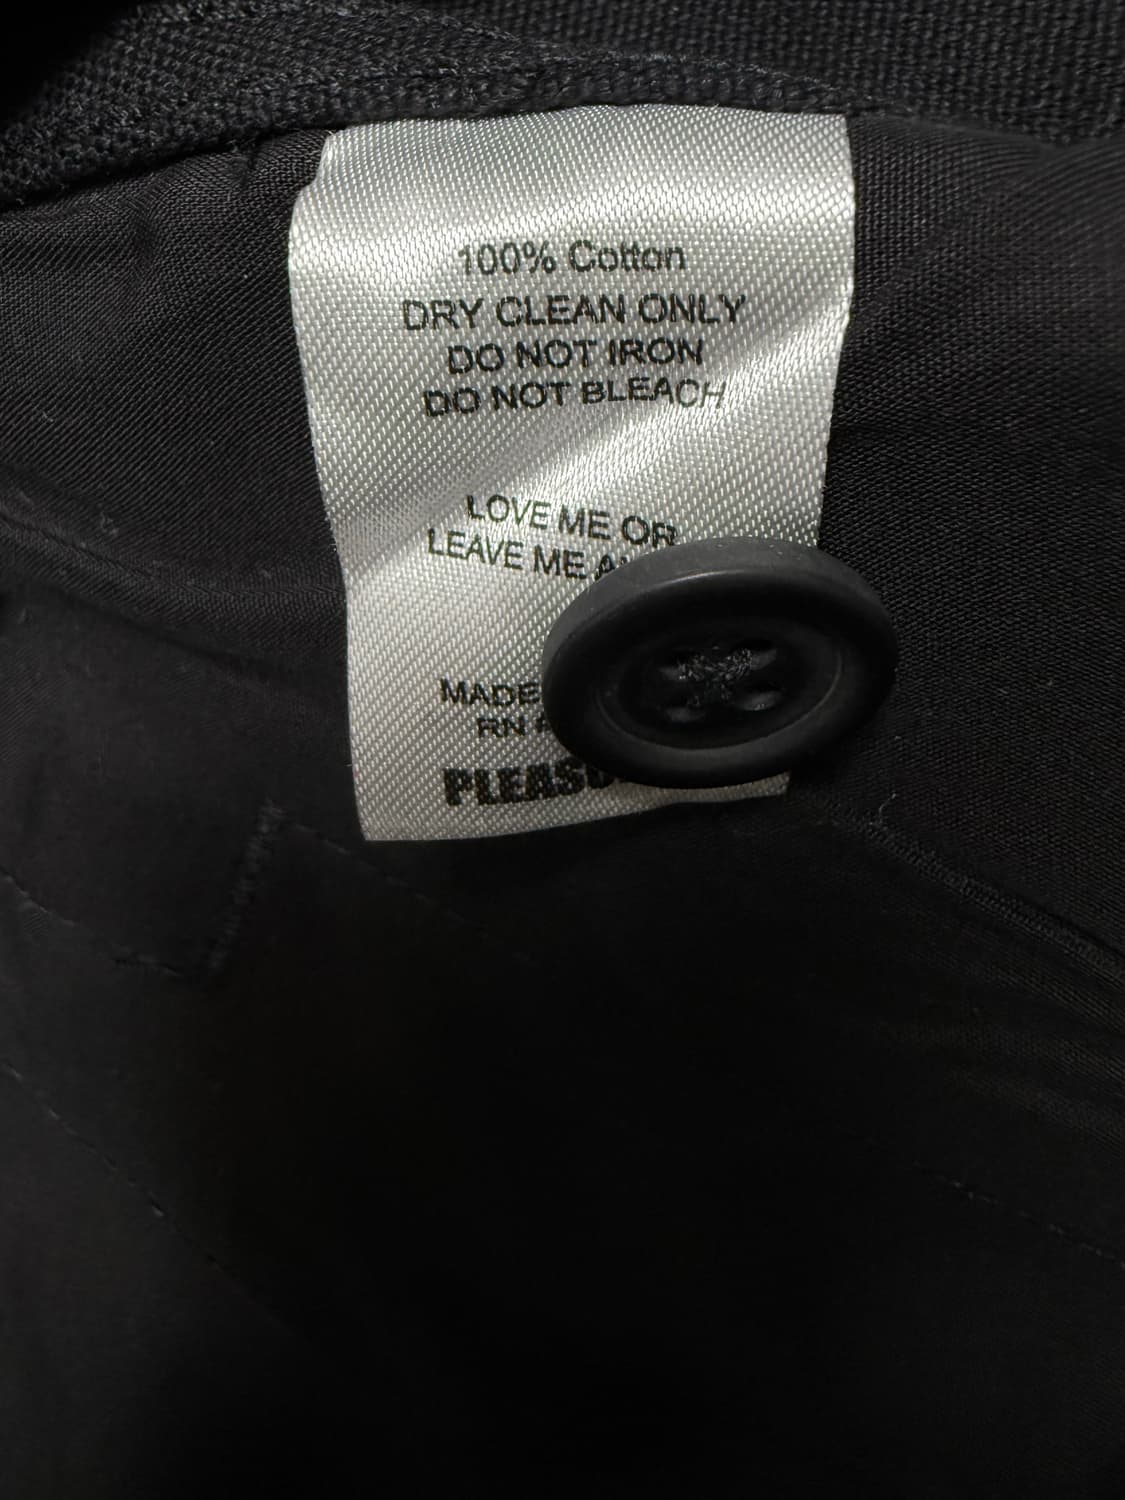 100% Cotton
DRY CLEAN ONLY
DO NOT IRON
DO NOT BLEACH
LOVE ME OR
LEAVE ME
MADE
RN